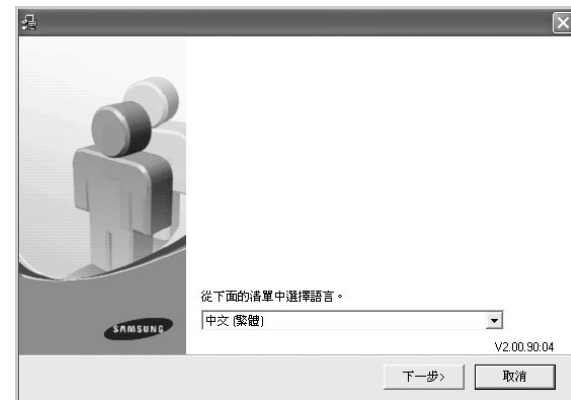 從下面的清單中選擇語言。
中文 (繁體)
SAMSUNG
V2.00.90:04
下一步>
取消